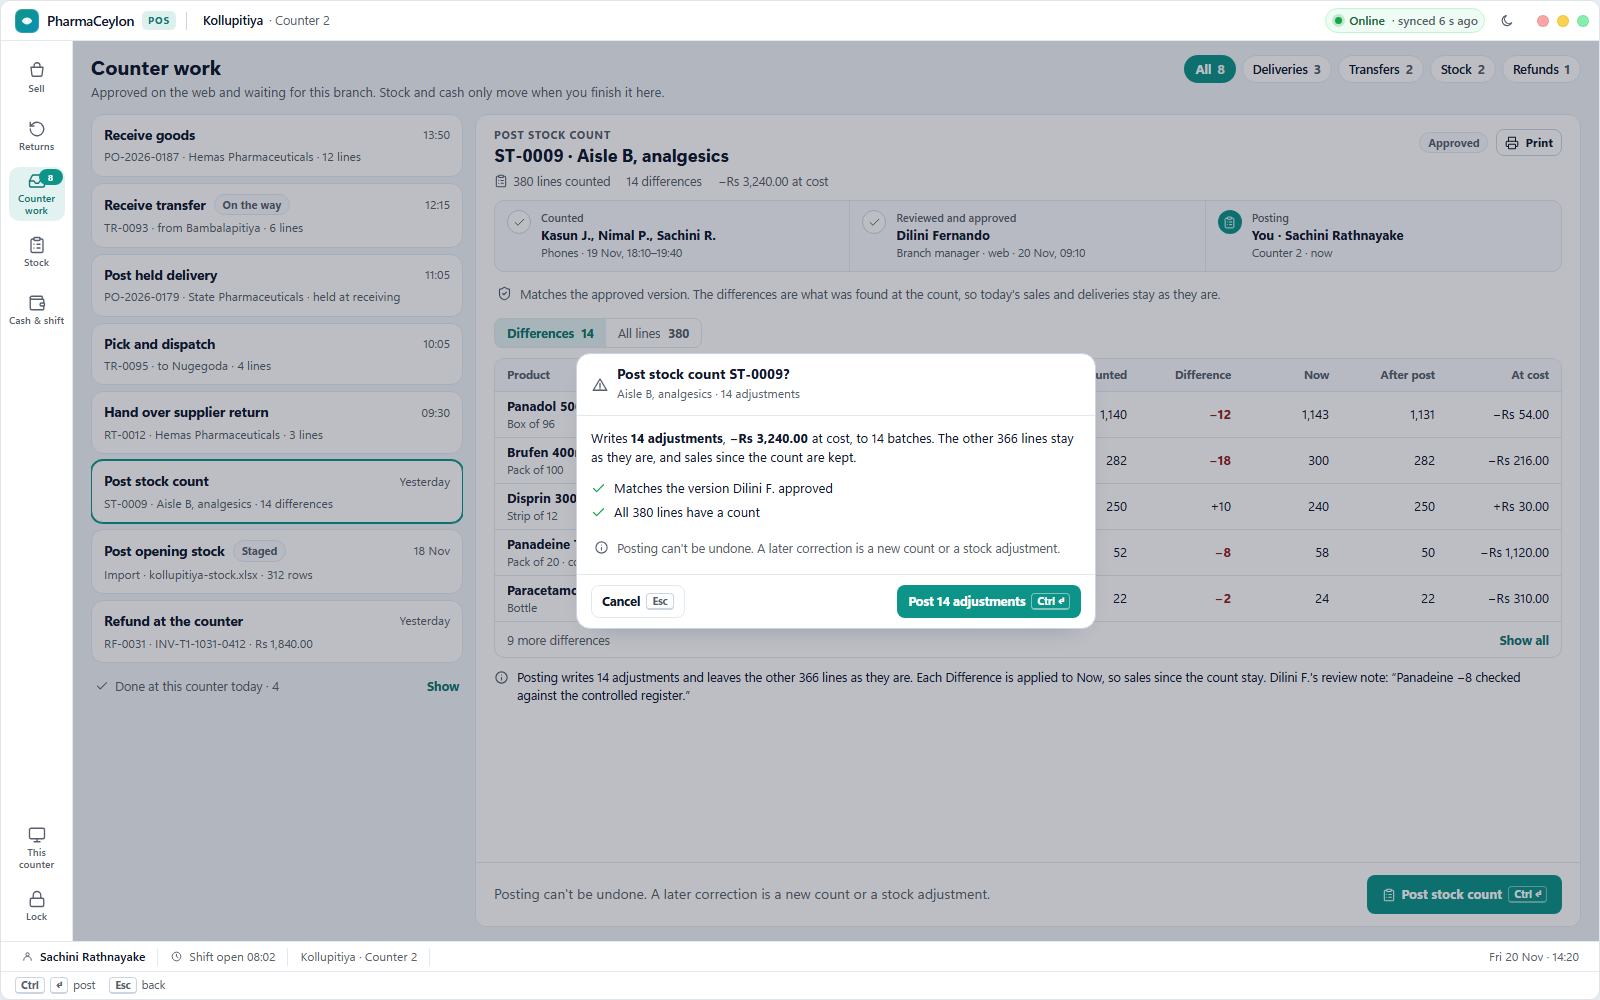 PharmaCeylon POS Kollupitiya · Counter 2
Online · synced 6 s ago
Sell
Returns
8
Counter work
Stock
Cash & shift
This counter
Lock
Counter work
Approved on the web and waiting for this branch. Stock and cash only move when you finish it here.
All 8 Deliveries 3 Transfers 2 Stock 2 Refunds 1
Receive goods 13:50
PO-2026-0187 · Hemas Pharmaceuticals · 12 lines
Receive transfer On the way 12:15
TR-0093 · from Bambalapitiya · 6 lines
Post held delivery 11:05
PO-2026-0179 · State Pharmaceuticals · held at receiving
Pick and dispatch 10:05
TR-0095 · to Nugegoda · 4 lines
Hand over supplier return 09:30
RT-0012 · Hemas Pharmaceuticals · 3 lines
Post stock count Yesterday
ST-0009 · Aisle B, analgesics · 14 differences
Post opening stock Staged 18 Nov
Import · kollupitiya-stock.xlsx · 312 rows
Refund at the counter Yesterday
RF-0031 · INV-T1-1031-0412 · Rs 1,840.00
Done at this counter today · 4 Show
POST STOCK COUNT
ST-0009 · Aisle B, analgesics
Approved Print
380 lines counted 14 differences −Rs 3,240.00 at cost
Counted
Kasun J., Nimal P., Sachini R.
Phones · 19 Nov, 18:10–19:40
Reviewed and approved
Dilini Fernando
Branch manager · web · 20 Nov, 09:10
Posting
You · Sachini Rathnayake
Counter 2 · now
Matches the approved version. The differences are what was found at the count, so today's sales and deliveries stay as they are.
Differences 14 All lines 380
Product unted Difference Now After post At cost
Panadol 50 1,140 −12 1,143 1,131 −Rs 54.00
Box of 96
Brufen 400 282 −18 300 282 −Rs 216.00
Pack of 100
Disprin 300 250 +10 240 250 +Rs 30.00
Strip of 12
Panadeine 52 −8 58 50 −Rs 1,120.00
Pack of 20 · c
Paracetamo 22 −2 24 22 −Rs 310.00
Bottle
9 more differences Show all
Posting writes 14 adjustments and leaves the other 366 lines as they are. Each Difference is applied to Now, so sales since the count stay. Dilini F.'s review note: “Panadeine −8 checked
against the controlled register.”
Posting can't be undone. A later correction is a new count or a stock adjustment.
Post stock count Ctrl ↵
Post stock count ST-0009?
Aisle B, analgesics · 14 adjustments
Writes 14 adjustments, −Rs 3,240.00 at cost, to 14 batches. The other 366 lines stay
as they are, and sales since the count are kept.
Matches the version Dilini F. approved
All 380 lines have a count
Posting can't be undone. A later correction is a new count or a stock adjustment.
Cancel Esc Post 14 adjustments Ctrl ↵
Sachini Rathnayake Shift open 08:02 Kollupitiya · Counter 2 Fri 20 Nov · 14:20
Ctrl ↵ post Esc back